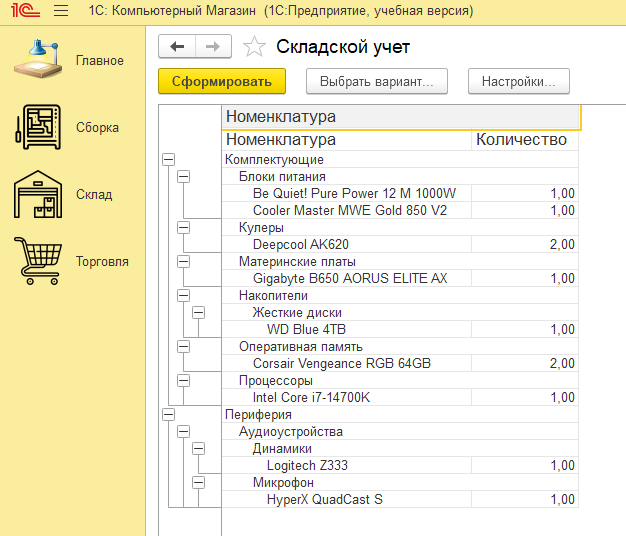 1С 1С: Компьютерный Магазин (1С:Предприятие, учебная версия)
Главное
Сборка
Склад
Торговля
Складской учет
Сформировать Выбрать вариант... Настройки...
Номенклатура
Номенклатура Количество
Комплектующие
Блоки питания
Be Quiet! Pure Power 12 M 1000W 1,00
Cooler Master MWE Gold 850 V2 1,00
Кулеры
Deepcool AK620 2,00
Материнские платы
Gigabyte B650 AORUS ELITE AX 1,00
Накопители
Жесткие диски
WD Blue 4TB 1,00
Оперативная память
Corsair Vengeance RGB 64GB 2,00
Процессоры
Intel Core i7-14700K 1,00
Периферия
Аудиоустройства
Динамики
Logitech Z333 1,00
Микрофон
HyperX QuadCast S 1,00